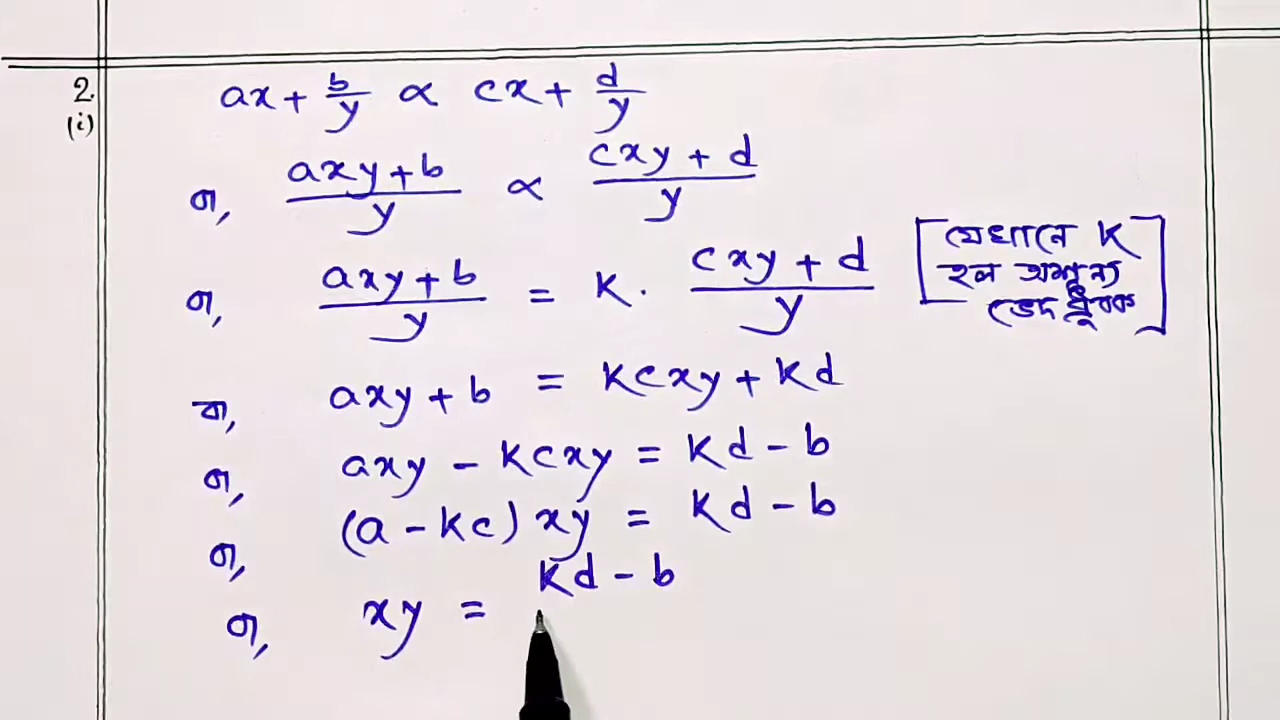 2. (i) ax + b/y ∝ cx + d/y
বা, (axy + b)/y ∝ (cxy + d)/y
বা, (axy + b)/y = K. (cxy + d)/y [যেখানে K
হল অশূন্য
ভেদ ধ্রুবক]
বা, axy + b = Kcxy + Kd
বা, axy - Kcxy = Kd - b
বা, (a - Kc) xy = Kd - b
বা, xy = Kd - b